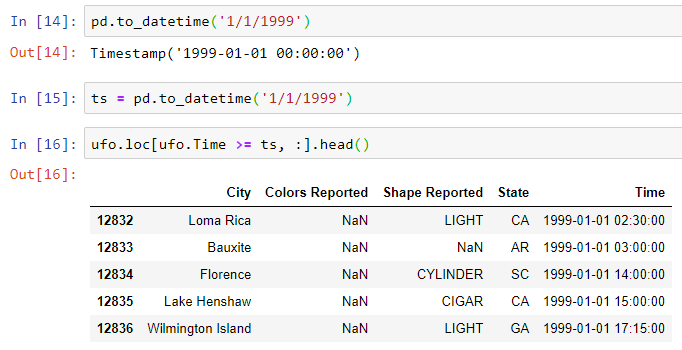 In [14]: pd.to_datetime('1/1/1999')
Out[14]: Timestamp('1999-01-01 00:00:00')
In [15]: ts = pd.to_datetime('1/1/1999')
In [16]: ufo.loc[ufo.Time >= ts, :].head()
Out[16]:
City Colors Reported Shape Reported State Time
12832 Loma Rica NaN LIGHT CA 1999-01-01 02:30:00
12833 Bauxite NaN NaN AR 1999-01-01 03:00:00
12834 Florence NaN CYLINDER SC 1999-01-01 14:00:00
12835 Lake Henshaw NaN CIGAR CA 1999-01-01 15:00:00
12836 Wilmington Island NaN LIGHT GA 1999-01-01 17:15:00